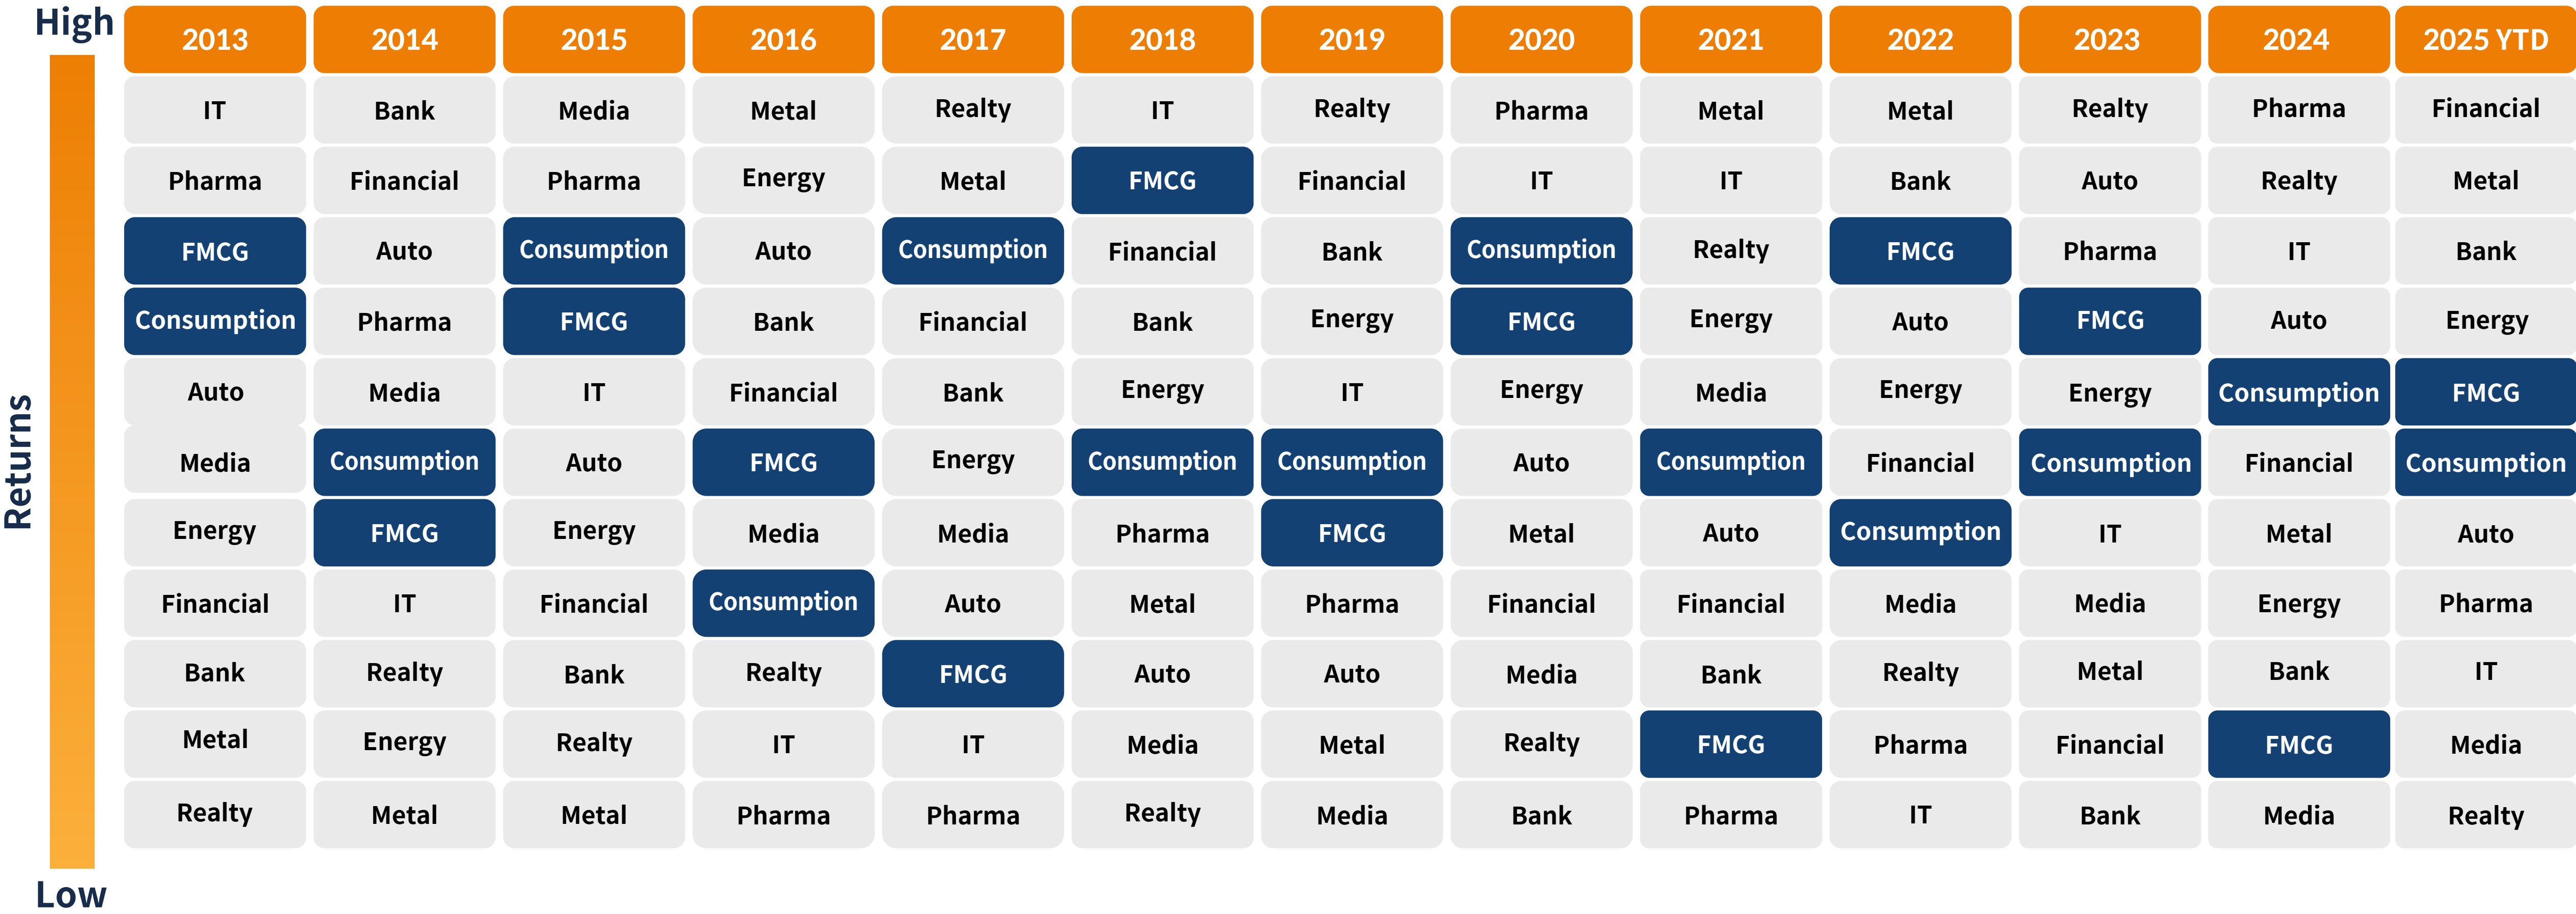 High 2013 2014 2015 2016 2017 2018 2019 2020 2021 2022 2023 2024 2025 YTD
IT Bank Media Metal Realty IT Realty Pharma Metal Metal Realty Pharma Financial
Pharma Financial Pharma Energy Metal FMCG Financial IT IT Bank Auto Realty Metal
FMCG Auto Consumption Auto Consumption Financial Bank Consumption Realty FMCG Pharma IT Bank
Consumption Pharma FMCG Bank Financial Bank Energy FMCG Energy Auto FMCG Auto Energy
Auto Media IT Financial Bank Energy IT Energy Media Energy Energy Consumption FMCG
Returns
Media Consumption Auto FMCG Energy Consumption Consumption Auto Consumption Financial Consumption Financial Consumption
Energy FMCG Energy Media Media Pharma FMCG Metal Auto Consumption IT Metal Auto
Financial IT Financial Consumption Auto Metal Pharma Financial Financial Media Media Energy Pharma
Bank Realty Bank Realty FMCG Auto Auto Media Bank Realty Metal Bank IT
Metal Energy Realty IT IT Media Metal Realty FMCG Pharma Financial FMCG Media
Realty Metal Metal Pharma Pharma Realty Media Bank Pharma IT Bank Media Realty
Low